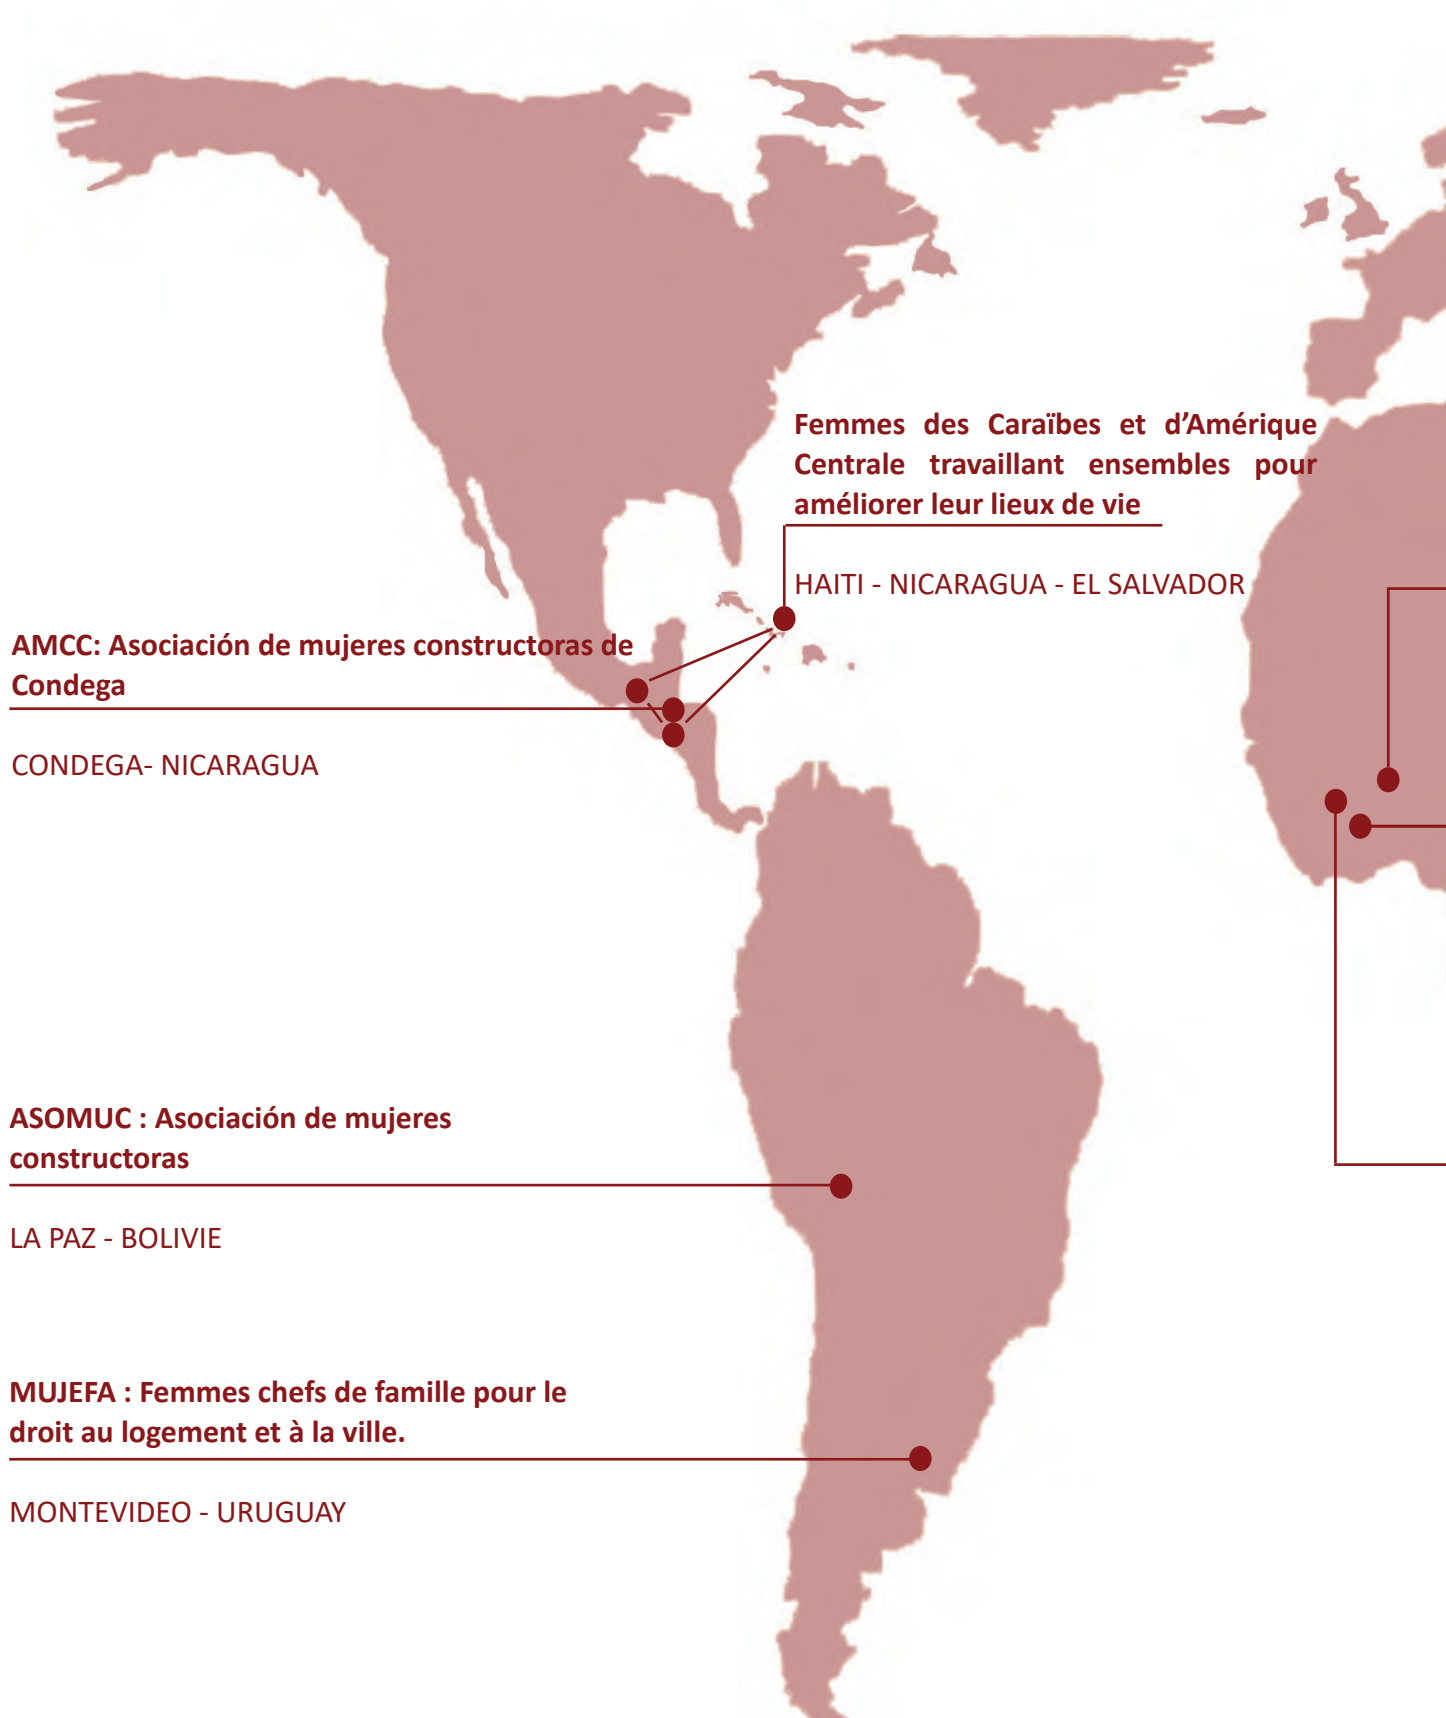 Femmes des Caraïbes et d’Amérique
Centrale travaillant ensembles pour
améliorer leur lieux de vie
HAITI - NICARAGUA - EL SALVADOR
AMCC: Asociación de mujeres constructoras de
Condega
CONDEGA- NICARAGUA
ASOMUC : Asociación de mujeres
constructoras
LA PAZ - BOLIVIE
MUJEFA : Femmes chefs de famille pour le
droit au logement et à la ville.
MONTEVIDEO - URUGUAY